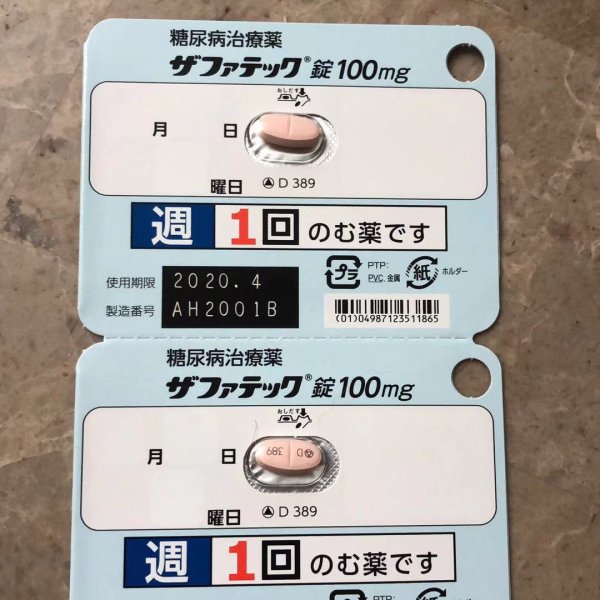 糖尿病治療薬
ザファテック®錠100mg
おしだす
月 日
曜日 D 389
週1回のむ薬です
使用期限 2020.4
製造番号 AH2001B
プラ PTP: PVC,金属 紙 ホルダー
(01)04987123511865
糖尿病治療薬
ザファテック®錠100mg
おしだす
月 日
D 389
曜日 D 389
週1回のむ薬です
PTP: